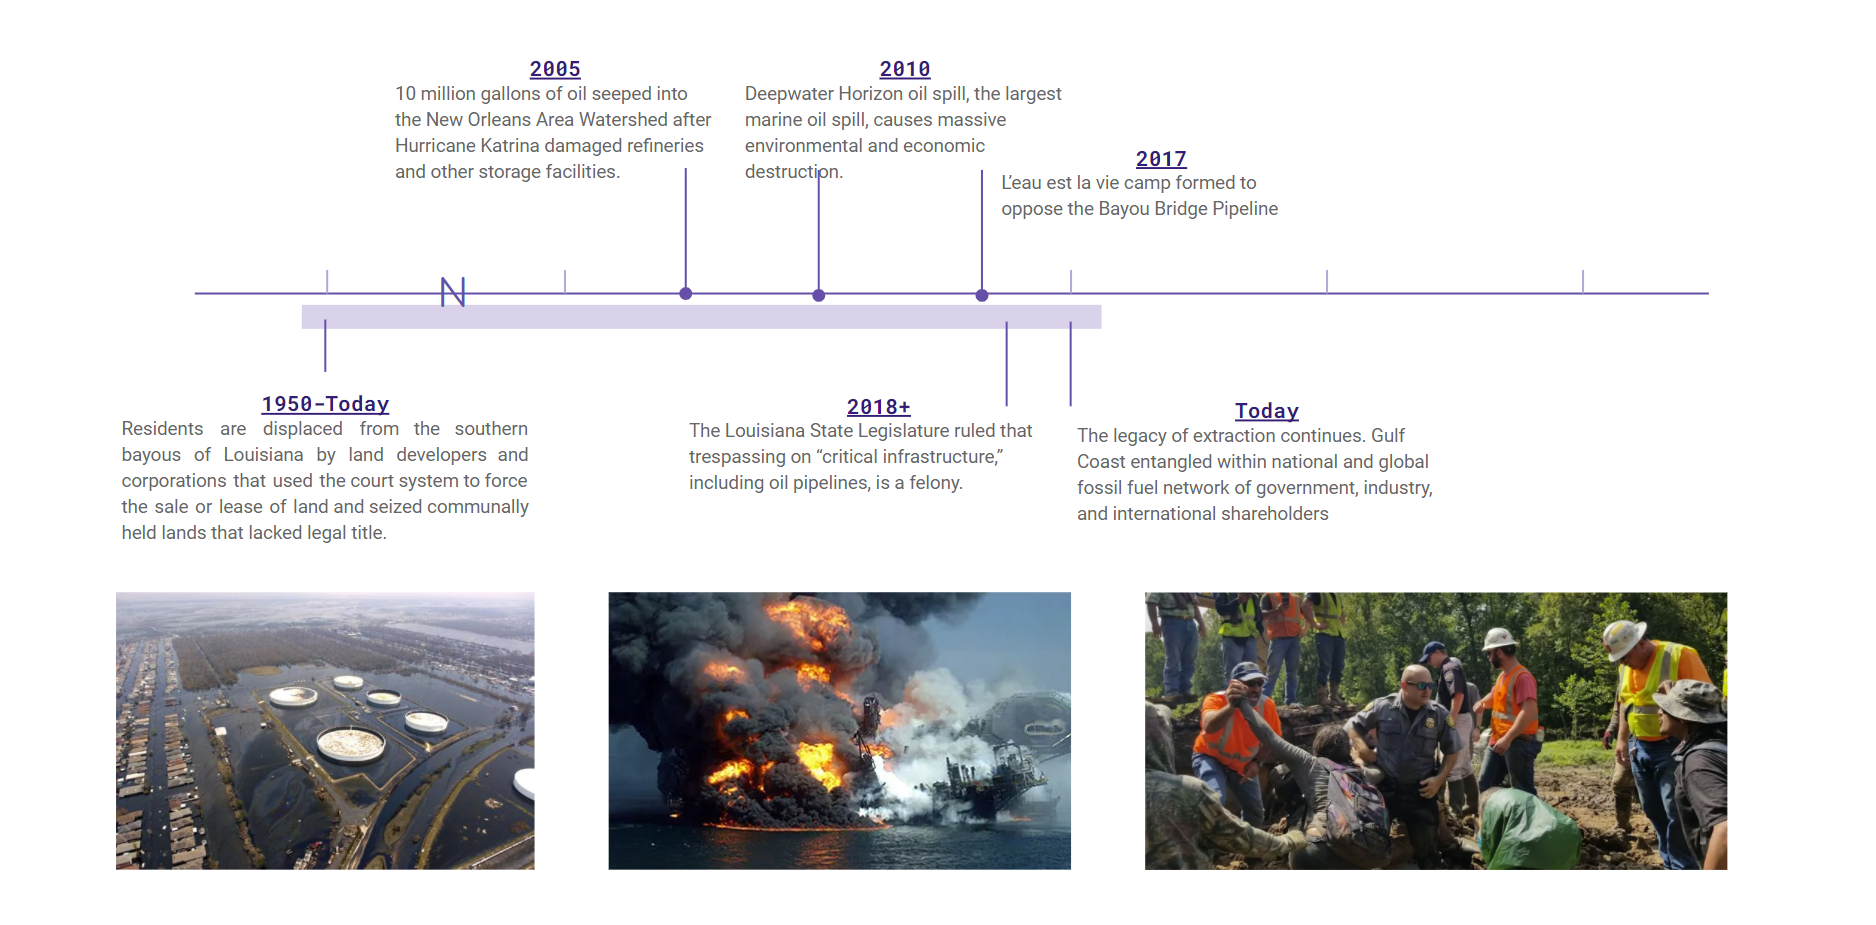 2005
10 million gallons of oil seeped into
the New Orleans Area Watershed after
Hurricane Katrina damaged refineries
and other storage facilities.
2010
Deepwater Horizon oil spill, the largest
marine oil spill, causes massive
environmental and economic
destruction.
2017
L’eau est la vie camp formed to
oppose the Bayou Bridge Pipeline
1950-Today
Residents are displaced from the southern
bayous of Louisiana by land developers and
corporations that used the court system to force
the sale or lease of land and seized communally
held lands that lacked legal title.
2018+
The Louisiana State Legislature ruled that
trespassing on “critical infrastructure,”
including oil pipelines, is a felony.
Today
The legacy of extraction continues. Gulf
Coast entangled within national and global
fossil fuel network of government, industry,
and international shareholders